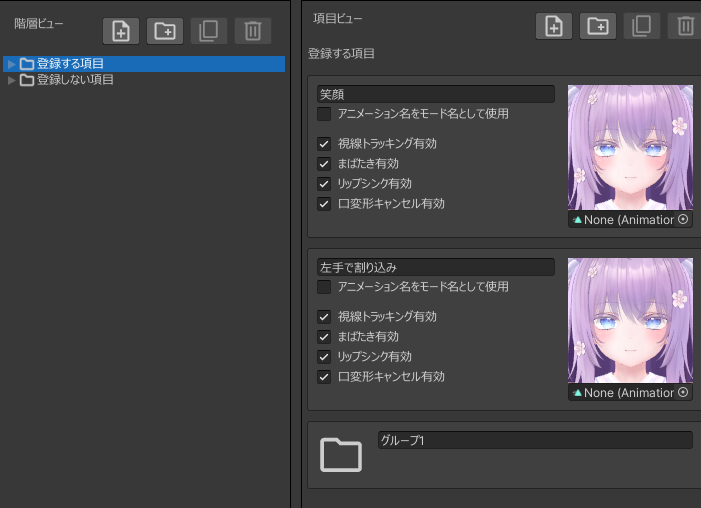 階層ビュー
登録する項目
登録しない項目
項目ビュー
登録する項目
笑顔
アニメーション名をモード名として使用
視線トラッキング有効
まばたき有効
リップシンク有効
口変形キャンセル有効
None (Animation
左手で割り込み
アニメーション名をモード名として使用
視線トラッキング有効
まばたき有効
リップシンク有効
口変形キャンセル有効
None (Animation
グループ1